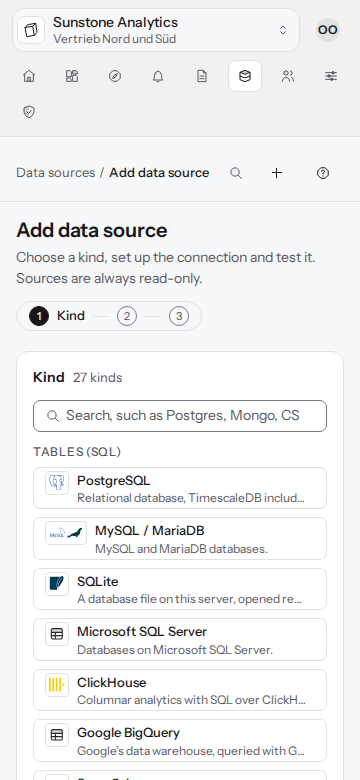 Sunstone Analytics
Vertrieb Nord und Süd
OO
Data sources / Add data source
Add data source
Choose a kind, set up the connection and test it.
Sources are always read-only.
1 Kind 2 3
Kind 27 kinds
Search, such as Postgres, Mongo, CS
TABLES (SQL)
PostgreSQL
Relational database, TimescaleDB includ…
MySQL / MariaDB
MySQL and MariaDB databases.
SQLite
A database file on this server, opened re…
Microsoft SQL Server
Databases on Microsoft SQL Server.
ClickHouse
Columnar analytics with SQL over ClickH…
Google BigQuery
Google's data warehouse, queried with G…